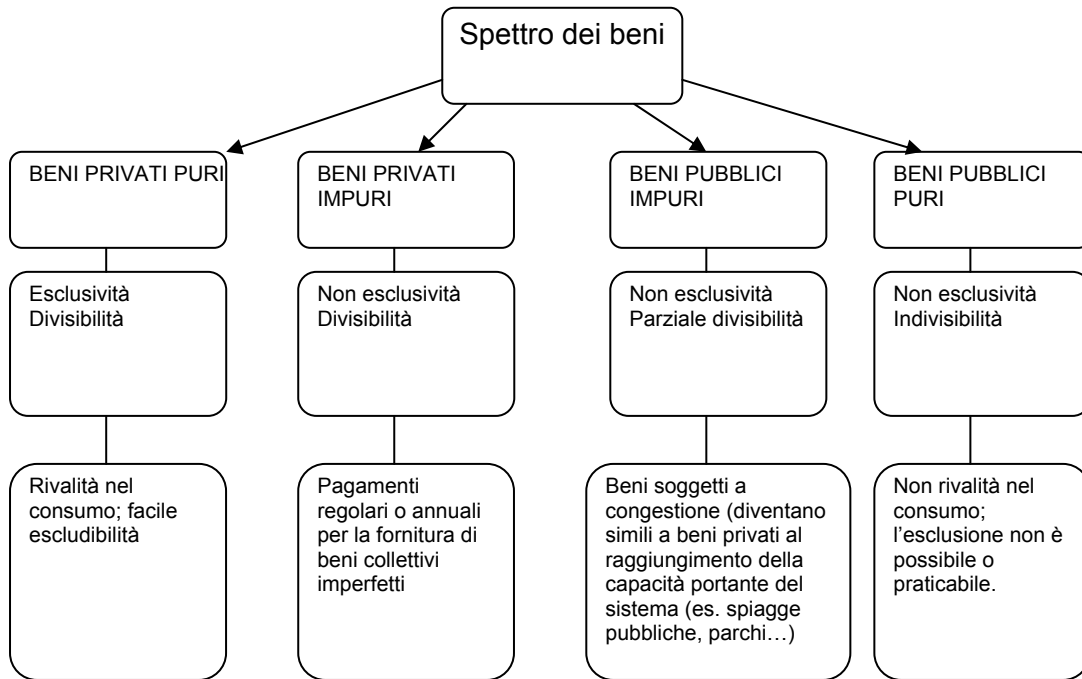 Spettro dei beni
BENI PRIVATI PURI
BENI PRIVATI
IMPURI
BENI PUBBLICI
IMPURI
BENI PUBBLICI
PURI
Esclusività
Divisibilità
Non esclusività
Divisibilità
Non esclusività
Parziale divisibilità
Non esclusività
Indivisibilità
Rivalità nel
consumo; facile
escludibilità
Pagamenti
regolari o annuali
per la fornitura di
beni collettivi
imperfetti
Beni soggetti a
congestione (diventano
simili a beni privati al
raggiungimento della
capacità portante del
sistema (es. spiagge
pubbliche, parchi…)
Non rivalità nel
consumo;
l’esclusione non è
possibile o
praticabile.